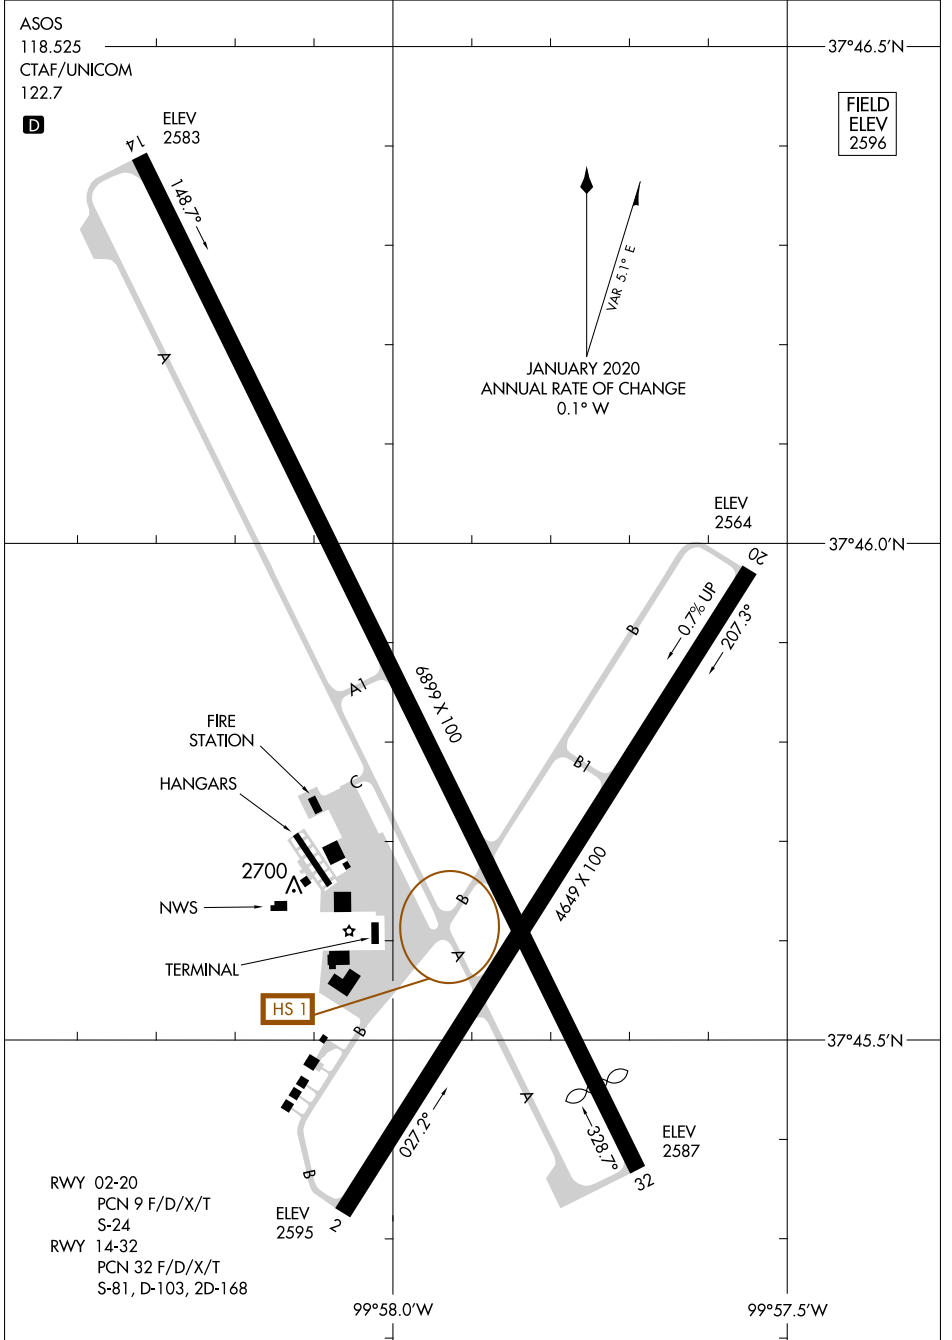 ASOS
118.525
CTAF/UNICOM
122.7
D
37°46.5'N
FIELD
ELEV
2596
ELEV
2583
14
148.7°
VAR 5.1° E
JANUARY 2020
ANNUAL RATE OF CHANGE
0.1° W
A
ELEV
2564
37°46.0'N
20
0.7% UP
207.3°
B
A1
6899 X 100
FIRE
STATION
HANGARS
C
B1
2700
4649 X 100
NWS
B
A
TERMINAL
HS 1
B
37°45.5'N
A
027.2°
328.7°
ELEV
2587
32
B
ELEV
2595
2
RWY 02-20
PCN 9 F/D/X/T
S-24
RWY 14-32
PCN 32 F/D/X/T
S-81, D-103, 2D-168
99°58.0'W
99°57.5'W